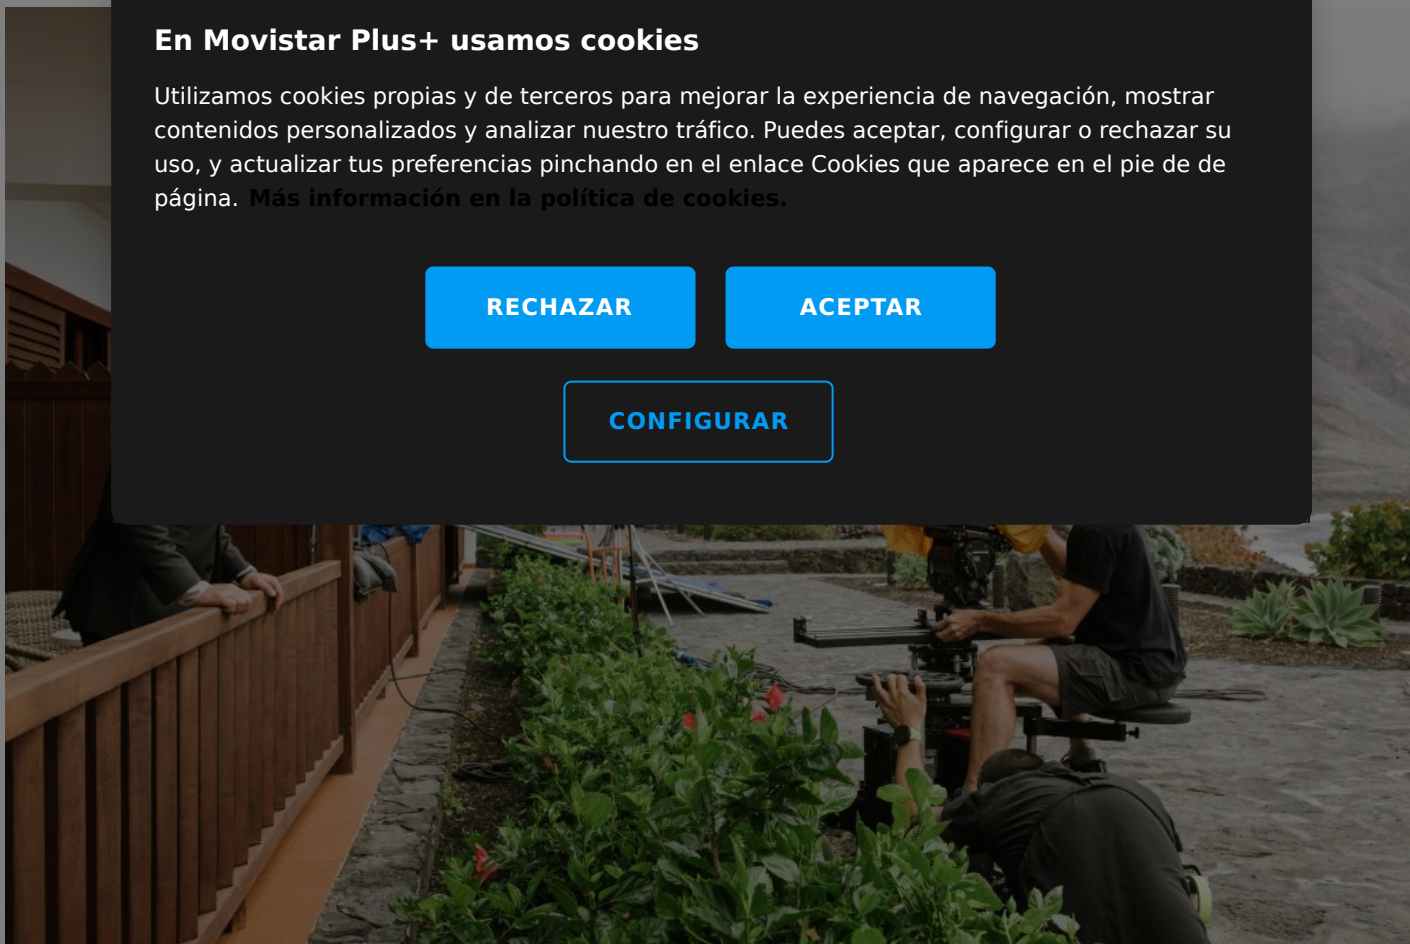 En Movistar Plus+ usamos cookies
Utilizamos cookies propias y de terceros para mejorar la experiencia de navegación, mostrar
contenidos personalizados y analizar nuestro tráfico. Puedes aceptar, configurar o rechazar su
uso, y actualizar tus preferencias pinchando en el enlace Cookies que aparece en el pie de de
página. Más información en la política de cookies.
RECHAZAR ACEPTAR
CONFIGURAR